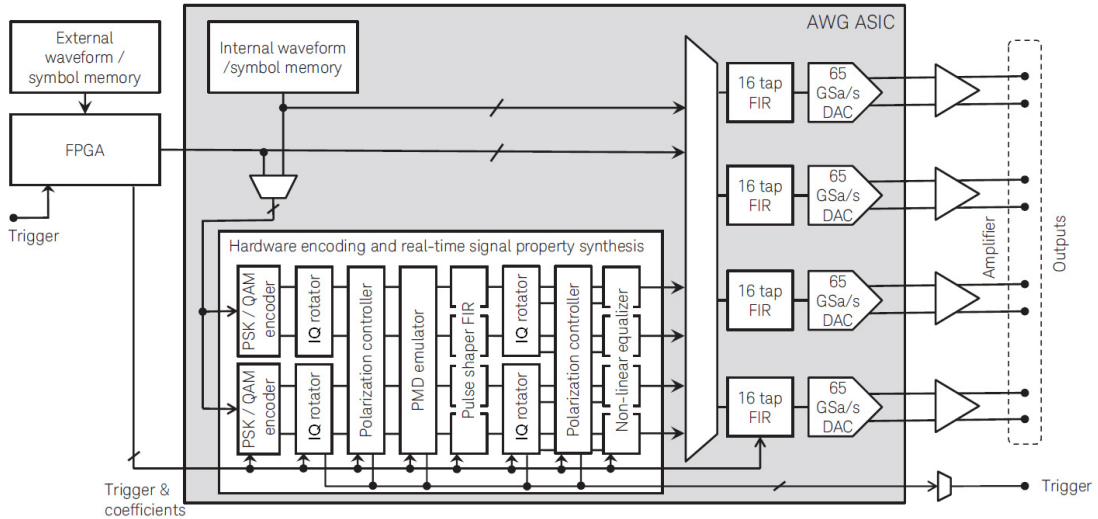 External
waveform /
symbol memory
FPGA
Trigger
Internal waveform
/symbol memory
AWG ASIC
Hardware encoding and real-time signal property synthesis
PSK / QAM
encoder
IQ rotator
PSK / QAM
encoder
IQ rotator
Polarization controller
PMD emulator
Pulse shaper FIR
IQ rotator
IQ rotator
Polarization controller
Non-linear equalizer
16 tap
FIR
65
GSa/s
DAC
16 tap
FIR
65
GSa/s
DAC
16 tap
FIR
65
GSa/s
DAC
16 tap
FIR
65
GSa/s
DAC
Amplifier
Outputs
Trigger &
coefficients
Trigger